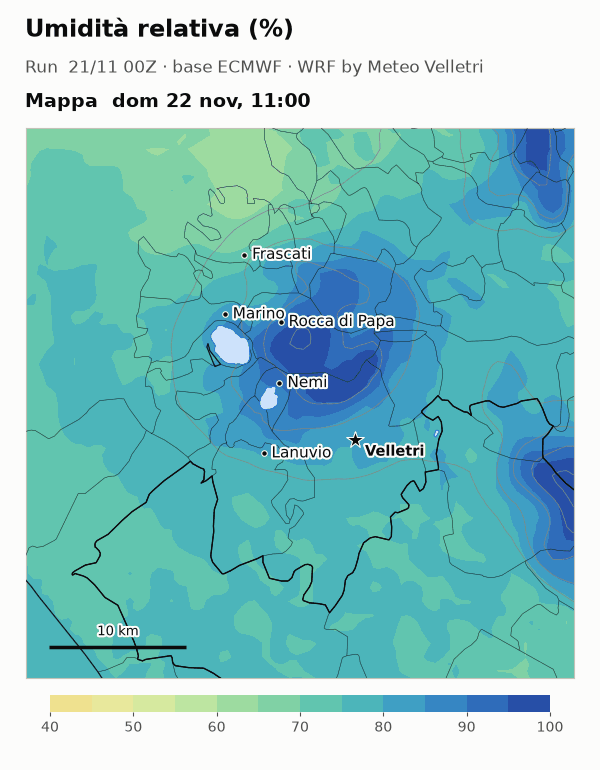 Umidità relativa (%)
Run  21/11 00Z · base ECMWF · WRF by Meteo Velletri
Mappa  dom 22 nov, 11:00
Frascati
Marino
Rocca di Papa
Nemi
Velletri
Lanuvio
10 km
40 50 60 70 80 90 100